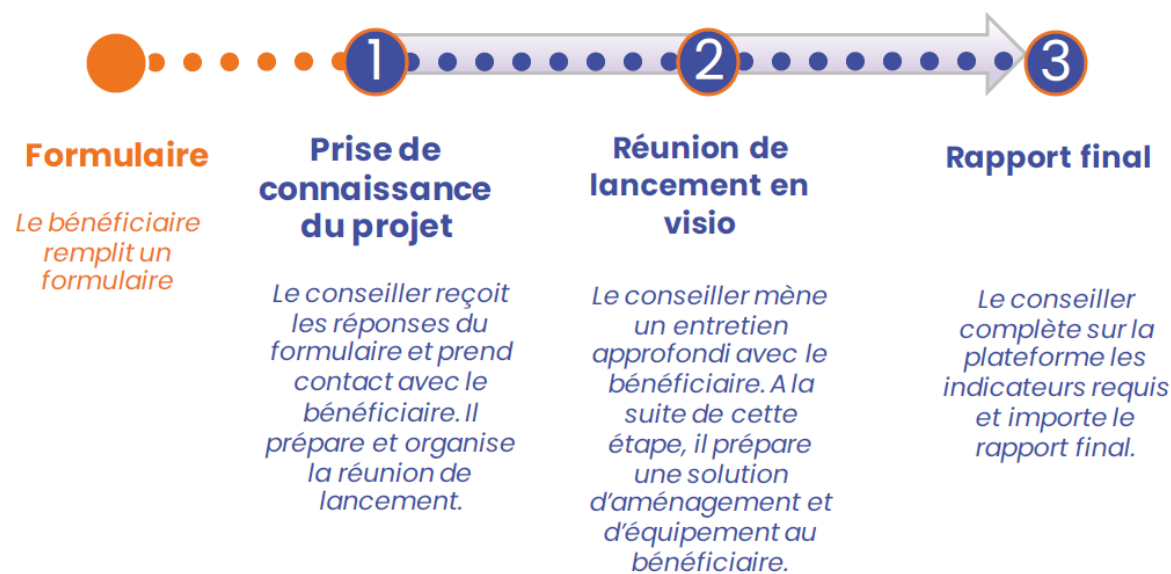 1
2
3
Formulaire
Le bénéficiaire
remplit un
formulaire
Prise de
connaissance
du projet
Le conseiller reçoit
les réponses du
formulaire et prend
contact avec le
bénéficiaire. Il
prépare et organise
la réunion de
lancement.
Réunion de
lancement en
visio
Le conseiller mène
un entretien
approfondi avec le
bénéficiaire. A la
suite de cette
étape, il prépare
une solution
d'aménagement et
d'équipement au
bénéficiaire.
Rapport final
Le conseiller
complète sur la
plateforme les
indicateurs requis
et importe le
rapport final.